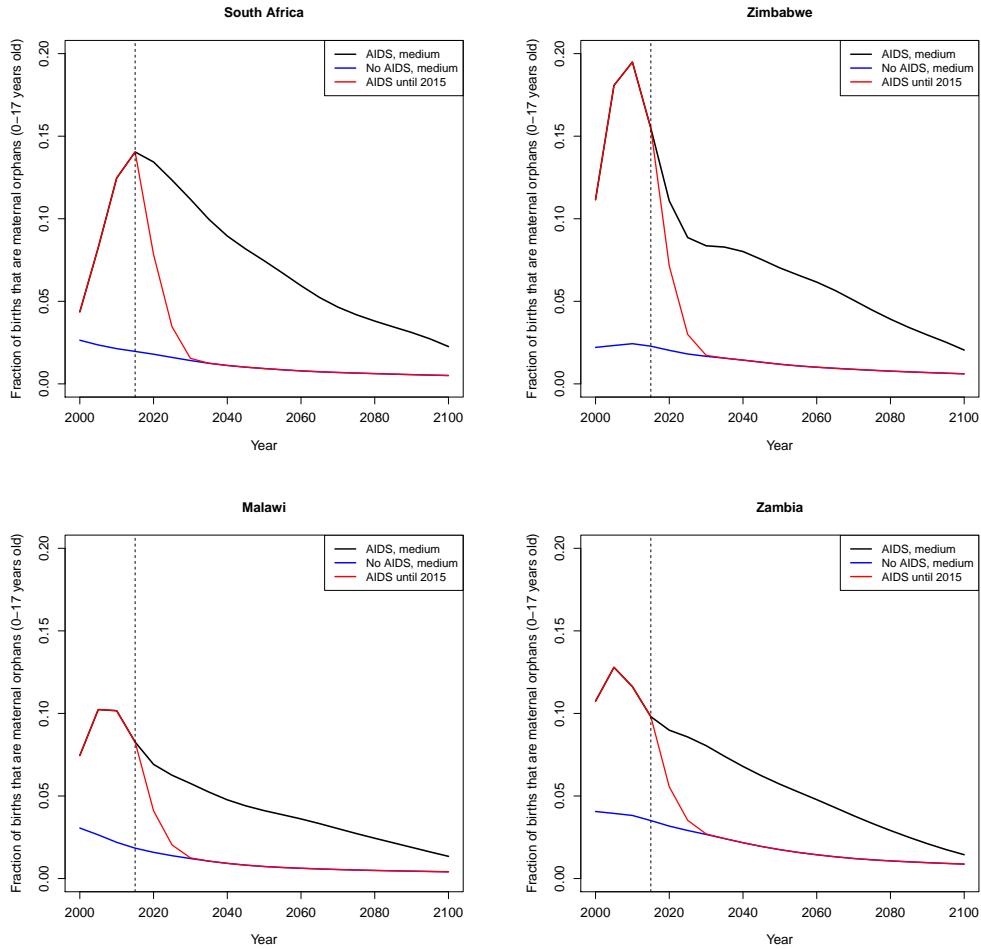 South Africa
Fraction of births that are maternal orphans (0−17 years old)
0.20
0.15
0.10
0.05
0.00
AIDS, medium
No AIDS, medium
AIDS until 2015
2000 2020 2040 2060 2080 2100
Year
Zimbabwe
Fraction of births that are maternal orphans (0−17 years old)
0.20
0.15
0.10
0.05
0.00
AIDS, medium
No AIDS, medium
AIDS until 2015
2000 2020 2040 2060 2080 2100
Year
Malawi
Fraction of births that are maternal orphans (0−17 years old)
0.20
0.15
0.10
0.05
0.00
AIDS, medium
No AIDS, medium
AIDS until 2015
2000 2020 2040 2060 2080 2100
Year
Zambia
Fraction of births that are maternal orphans (0−17 years old)
0.20
0.15
0.10
0.05
0.00
AIDS, medium
No AIDS, medium
AIDS until 2015
2000 2020 2040 2060 2080 2100
Year